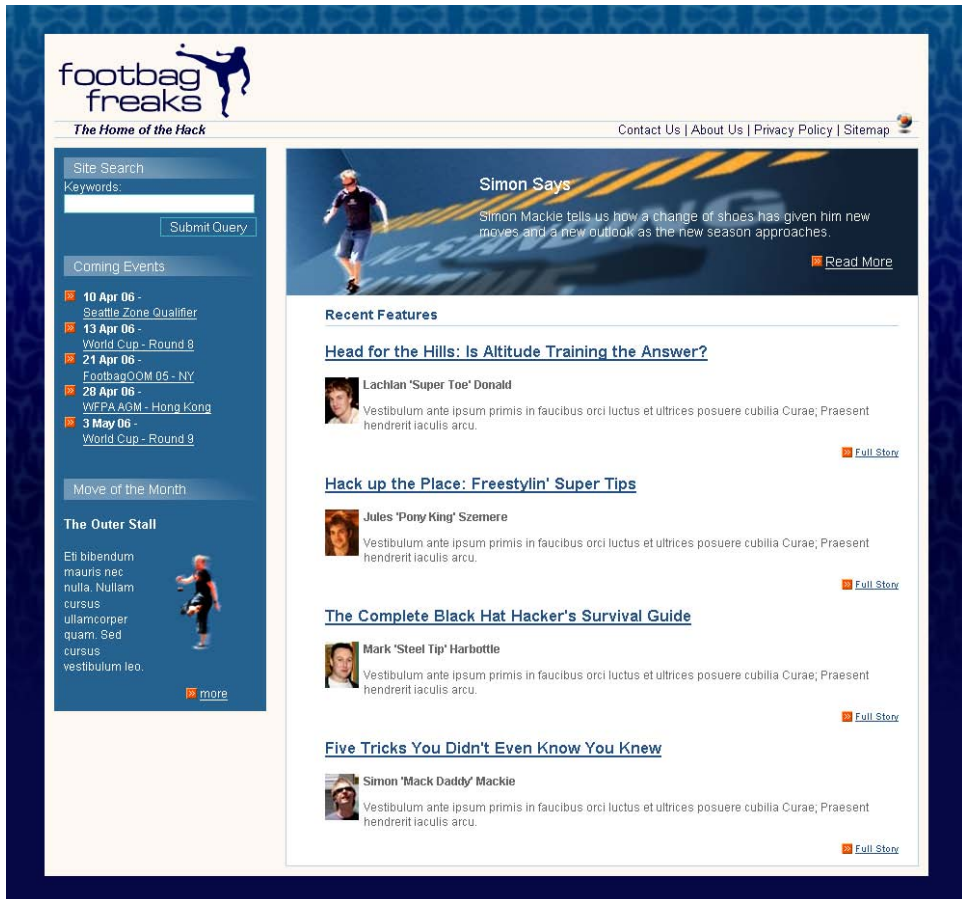 footbag
freaks
The Home of the Hack
Contact Us | About Us | Privacy Policy | Sitemap
Site Search
Keywords:
Submit Query
Coming Events
10 Apr 06 -
Seattle Zone Qualifier
13 Apr 06 -
World Cup - Round 8
21 Apr 06 -
FootbagOOM 05 - NY
28 Apr 06 -
WFPA AGM - Hong Kong
3 May 06 -
World Cup - Round 9
Move of the Month
The Outer Stall
Eti bibendum
mauris nec
nulla. Nullam
cursus
ullamcorper
quam. Sed
cursus
vestibulum leo.
more
Simon Says
Simon Mackie tells us how a change of shoes has given him new
moves and a new outlook as the new season approaches.
Read More
Recent Features
Head for the Hills: Is Altitude Training the Answer?
Lachlan 'Super Toe' Donald
Vestibulum ante ipsum primis in faucibus orci luctus et ultrices posuere cubilia Curae; Praesent
hendrerit iaculis arcu.
Full Story
Hack up the Place: Freestylin' Super Tips
Jules 'Pony King' Szemere
Vestibulum ante ipsum primis in faucibus orci luctus et ultrices posuere cubilia Curae; Praesent
hendrerit iaculis arcu.
Full Story
The Complete Black Hat Hacker's Survival Guide
Mark 'Steel Tip' Harbottle
Vestibulum ante ipsum primis in faucibus orci luctus et ultrices posuere cubilia Curae; Praesent
hendrerit iaculis arcu.
Full Story
Five Tricks You Didn't Even Know You Knew
Simon 'Mack Daddy' Mackie
Vestibulum ante ipsum primis in faucibus orci luctus et ultrices posuere cubilia Curae; Praesent
hendrerit iaculis arcu.
Full Story